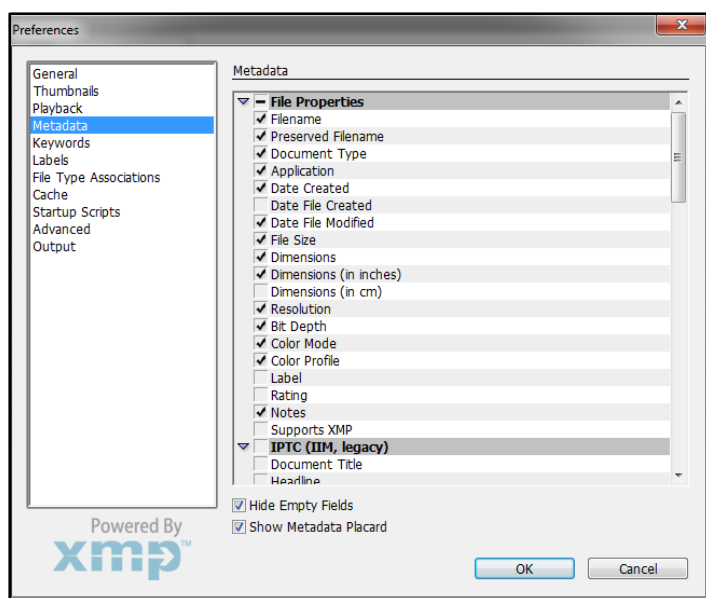 Preferences
General
Thumbnails
Playback
Metadata
Keywords
Labels
File Type Associations
Cache
Startup Scripts
Advanced
Output
Metadata
File Properties
Filename
Preserved Filename
Document Type
Application
Date Created
Date File Created
Date File Modified
File Size
Dimensions
Dimensions (in inches)
Dimensions (in cm)
Resolution
Bit Depth
Color Mode
Color Profile
Label
Rating
Notes
Supports XMP
IPTC (IIM, legacy)
Document Title
Headline
Hide Empty Fields
Show Metadata Placard
Powered By
xmp™
OK
Cancel